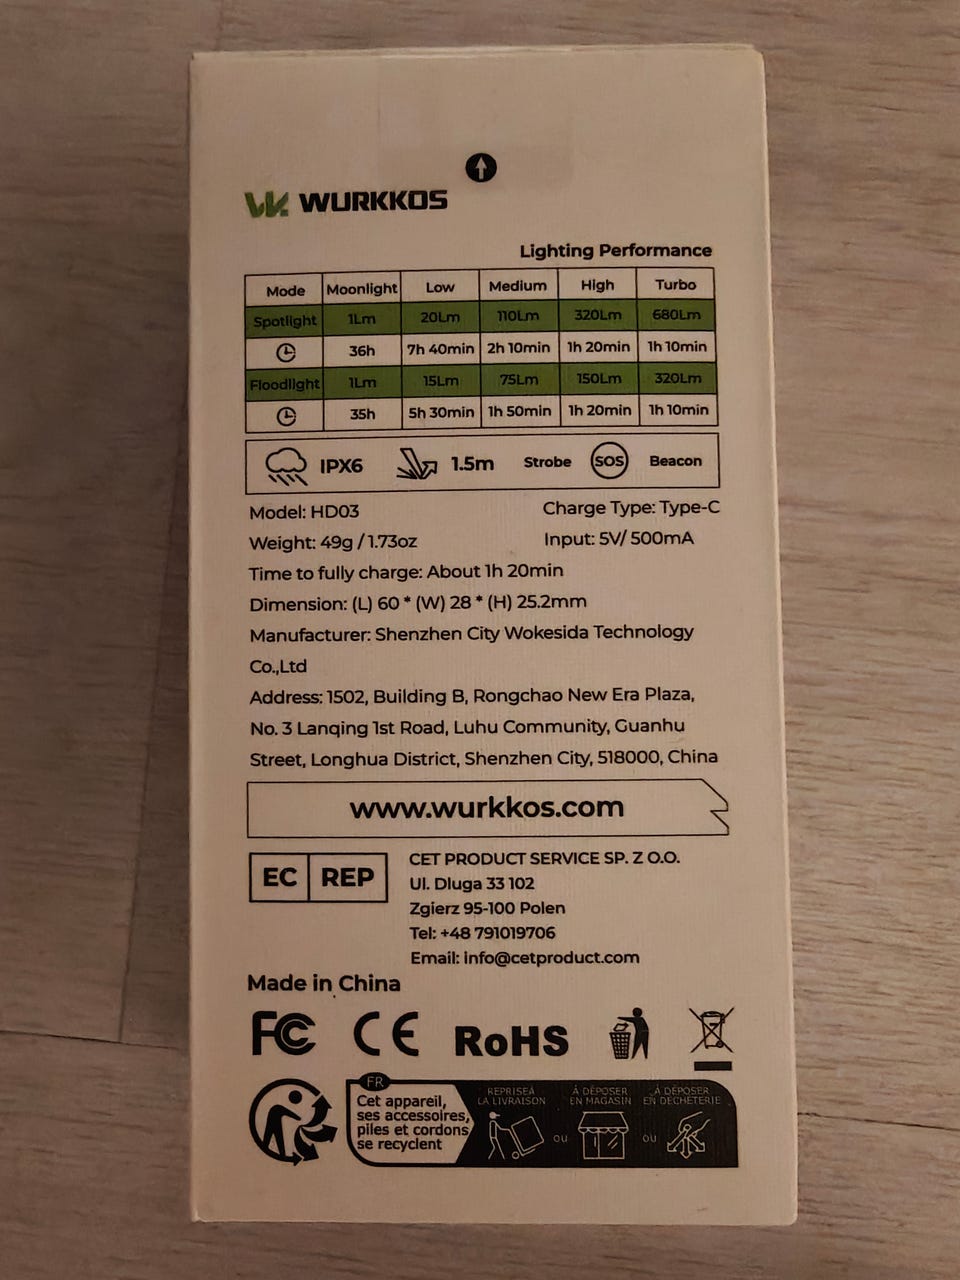 WURKKOS
Lighting Performance
Mode Moonlight Low Medium High Turbo
Spotlight 1Lm 20Lm 110Lm 320Lm 680Lm
36h 7h 40min 2h 10min 1h 20min 1h 10min
Floodlight 1Lm 15Lm 75Lm 150Lm 320Lm
35h 5h 30min 1h 50min 1h 20min 1h 10min
IPX6 1.5m Strobe SOS Beacon
Model: HD03 Charge Type: Type-C
Weight: 49g / 1.73oz Input: 5V/ 500mA
Time to fully charge: About 1h 20min
Dimension: (L) 60 * (W) 28 * (H) 25.2mm
Manufacturer: Shenzhen City Wokesida Technology
Co.,Ltd
Address: 1502, Building B, Rongchao New Era Plaza,
No. 3 Lanqing 1st Road, Luhu Community, Guanhu
Street, Longhua District, Shenzhen City, 518000, China
www.wurkkos.com
EC REP
CET PRODUCT SERVICE SP. Z O.O.
Ul. Dluga 33 102
Zgierz 95-100 Polen
Tel: +48 791019706
Email: info@cetproduct.com
Made in China
FC CE RoHS
FR
Cet appareil,
ses accessoires,
piles et cordons
se recyclent
REPRISEÀ
LA LIVRAISON
OU
À DÉPOSER
EN MAGASIN
OU
À DÉPOSER
EN DÉCHÈTERIE